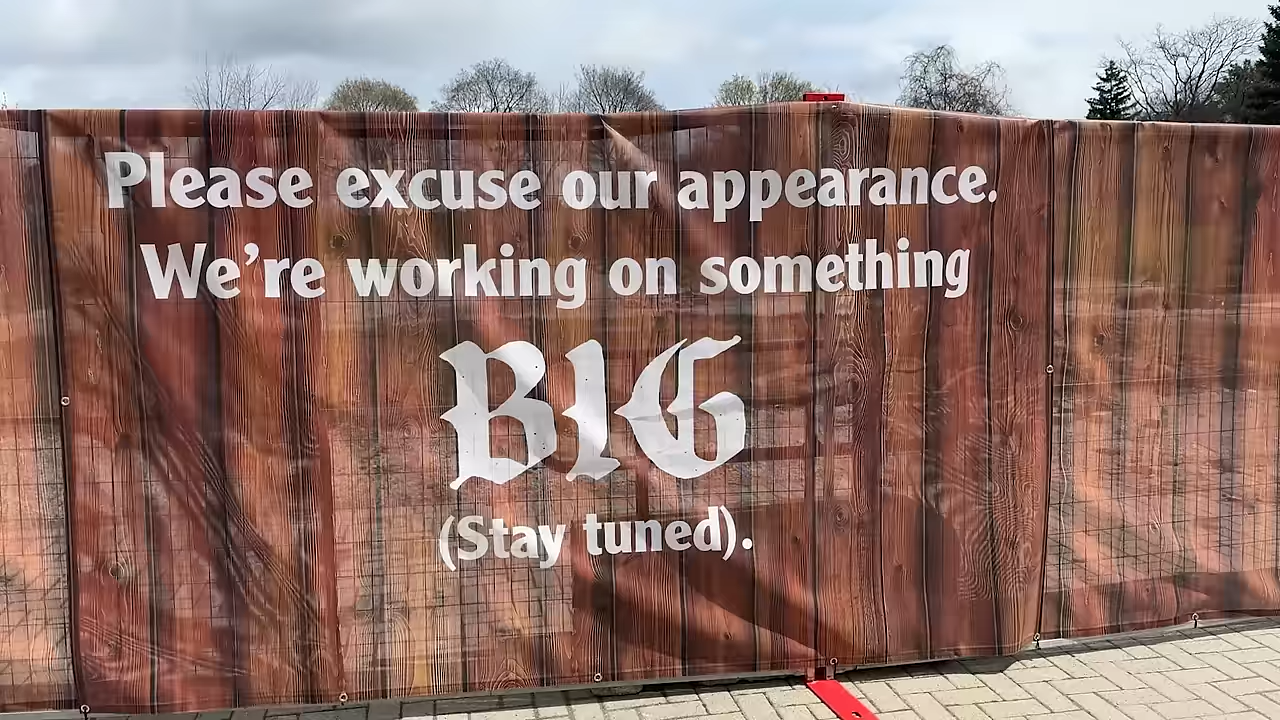 Please excuse our appearance.
We’re working on something
BIG
(Stay tuned).